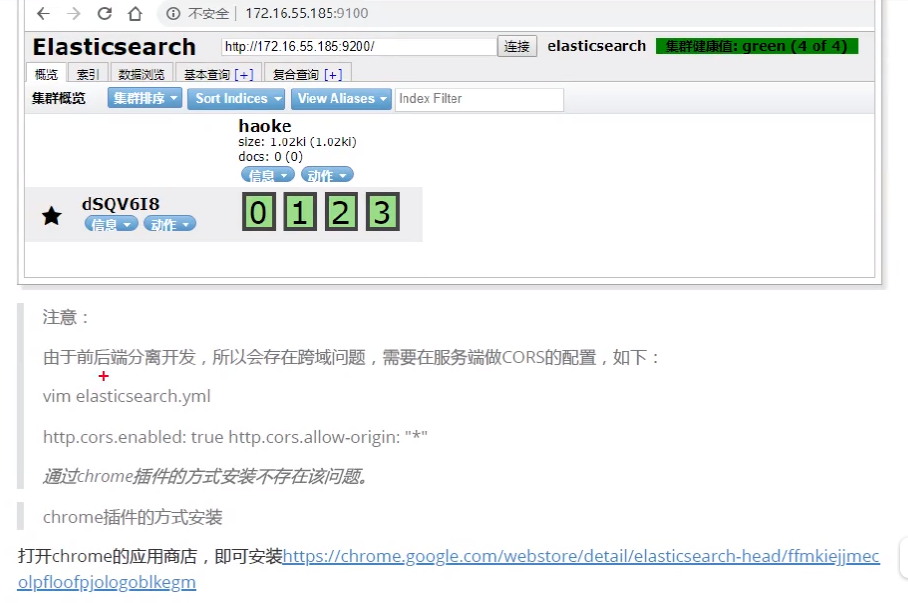 不安全 | 172.16.55.185:9100
Elasticsearch http://172.16.55.185:9200/ 连接 elasticsearch 集群健康值: green (4 of 4)
概览 索引 数据浏览 基本查询 [+] 复合查询 [+]
集群概览 集群排序 Sort Indices View Aliases Index Filter
haoke
size: 1.02ki (1.02ki)
docs: 0 (0)
信息 动作
dSQV6I8 0 1 2 3
信息 动作
注意：
由于前后端分离开发，所以会存在跨域问题，需要在服务端做CORS的配置，如下：
vim elasticsearch.yml
http.cors.enabled: true http.cors.allow-origin: "*"
通过chrome插件的方式安装不存在该问题。
chrome插件的方式安装
打开chrome的应用商店，即可安装https://chrome.google.com/webstore/detail/elasticsearch-head/ffmkiejjmec
olpfloofpjologoblkegm